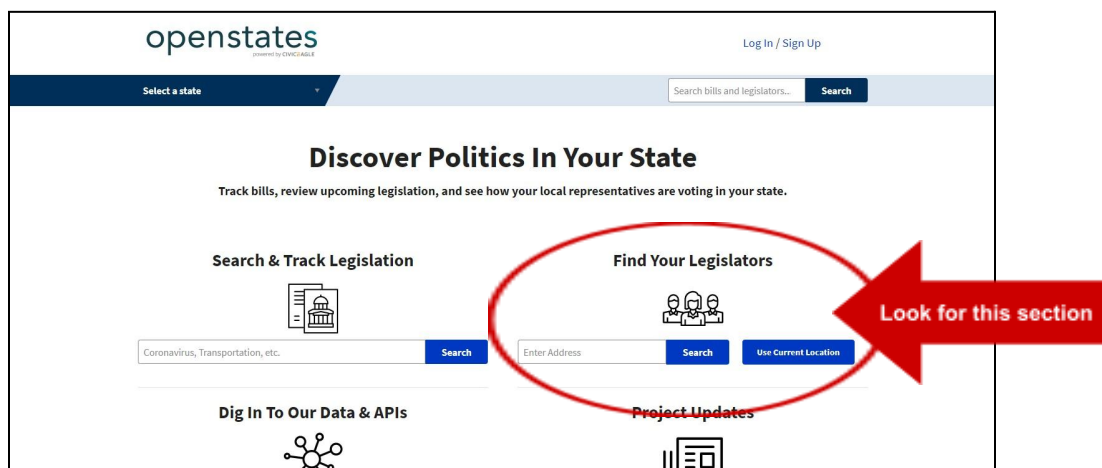 openstates
powered by CIVIC EAGLE
Log In / Sign Up
Select a state
Search bills and legislators..
Search
Discover Politics In Your State
Track bills, review upcoming legislation, and see how your local representatives are voting in your state.
Search & Track Legislation
Coronavirus, Transportation, etc.
Search
Find Your Legislators
Enter Address
Search
Use Current Location
Look for this section
Dig In To Our Data & APIs
Project Updates